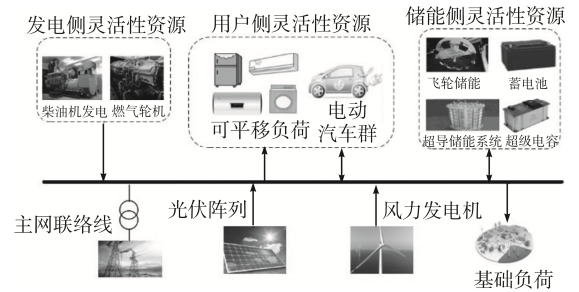 发电侧灵活性资源
用户侧灵活性资源
储能侧灵活性资源
柴油机发电 燃气轮机
可平移负荷
电动
汽车群
飞轮储能
蓄电池
超导储能系统 超级电容
主网联络线
光伏阵列
风力发电机
基础负荷